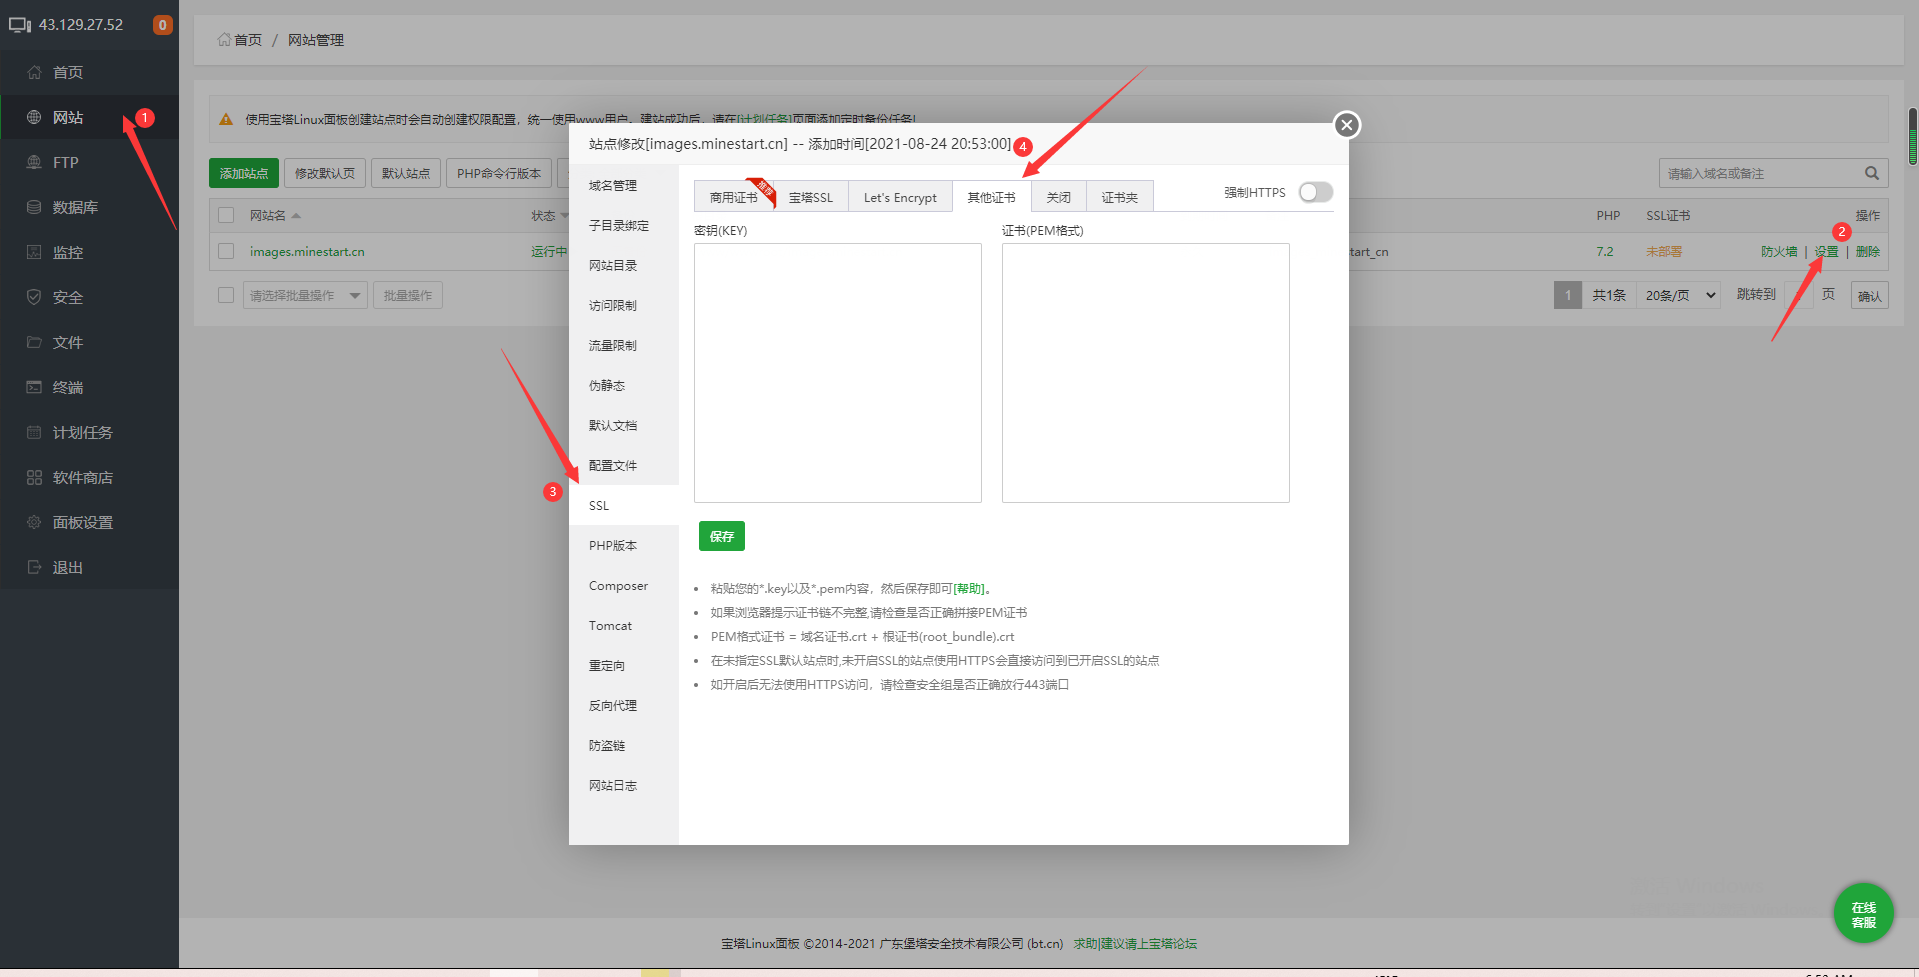 43.129.27.52 0
首页
网站
FTP
数据库
监控
安全
文件
终端
计划任务
软件商店
面板设置
退出
首页 / 网站管理
1
使用宝塔Linux面板创建站点时会自动创建权限配置，统一使用www用户。建站成功后，请在[计划任务]页面添加定时备份任务!
添加站点 修改默认页 默认站点 PHP命令行版本
请输入域名或备注
网站名 状态 PHP SSL证书 操作
images.minestart.cn 运行中 tart_cn 7.2 未部署 防火墙 | 设置 | 删除
2
请选择批量操作 批量操作
1 共1条 20条/页 跳转到 页 确认
站点修改[images.minestart.cn] -- 添加时间[2021-08-24 20:53:00]
4
域名管理
子目录绑定
网站目录
访问限制
流量限制
伪静态
默认文档
配置文件
SSL
3
PHP版本
Composer
Tomcat
重定向
反向代理
防盗链
网站日志
商用证书 推荐 宝塔SSL Let's Encrypt 其他证书 关闭 证书夹
强制HTTPS
密钥(KEY) 证书(PEM格式)
保存
粘贴您的*.key以及*.pem内容，然后保存即可[帮助]。
如果浏览器提示证书链不完整,请检查是否正确拼接PEM证书
PEM格式证书 = 域名证书.crt + 根证书(root_bundle).crt
在未指定SSL默认站点时,未开启SSL的站点使用HTTPS会直接访问到已开启SSL的站点
如开启后无法使用HTTPS访问，请检查安全组是否正确放行443端口
在线
客服
宝塔Linux面板 ©2014-2021 广东堡塔安全技术有限公司 (bt.cn) 求助|建议请上宝塔论坛